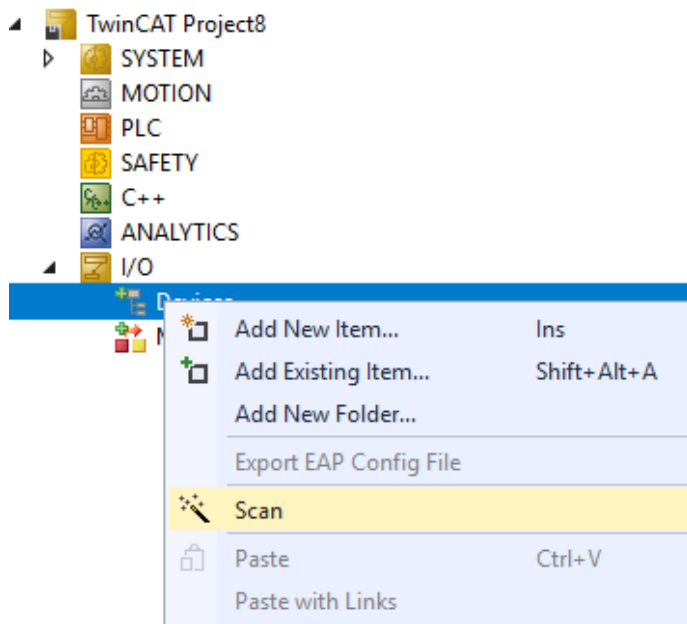 TwinCAT Project8
SYSTEM
MOTION
PLC
SAFETY
C++
ANALYTICS
I/O
Devices
Add New Item... Ins
Add Existing Item... Shift+Alt+A
Add New Folder...
Export EAP Config File
Scan
Paste Ctrl+V
Paste with Links